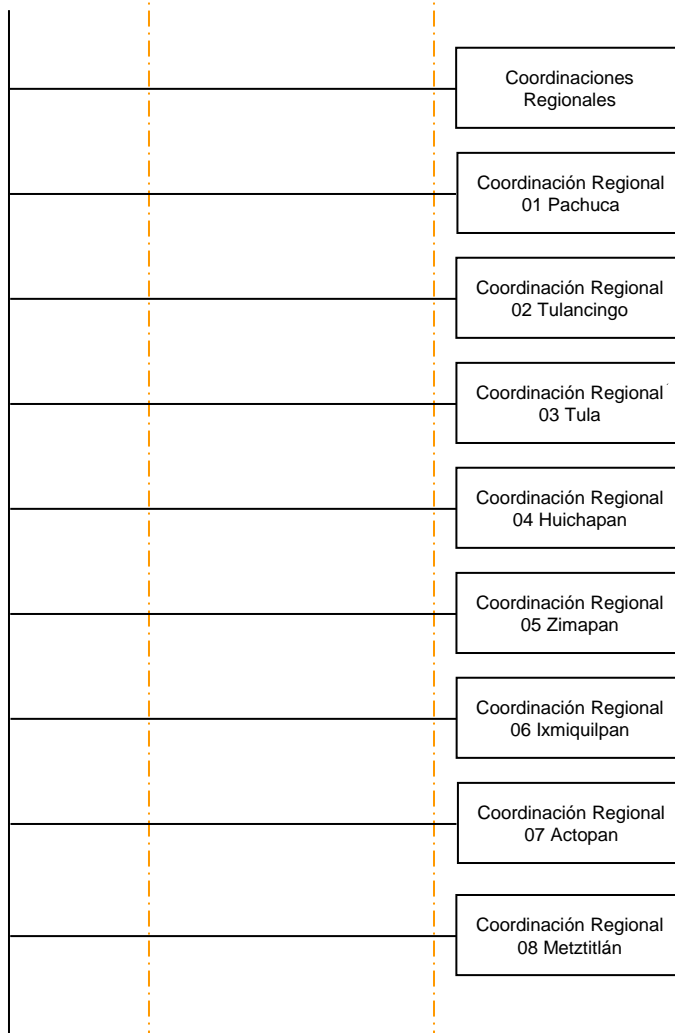 Coordinaciones
Regionales
Coordinación Regional
01 Pachuca
Coordinación Regional
02 Tulancingo
Coordinación Regional
03 Tula
Coordinación Regional
04 Huichapan
Coordinación Regional
05 Zimapan
Coordinación Regional
06 Ixmiquilpan
Coordinación Regional
07 Actopan
Coordinación Regional
08 Metztitlán